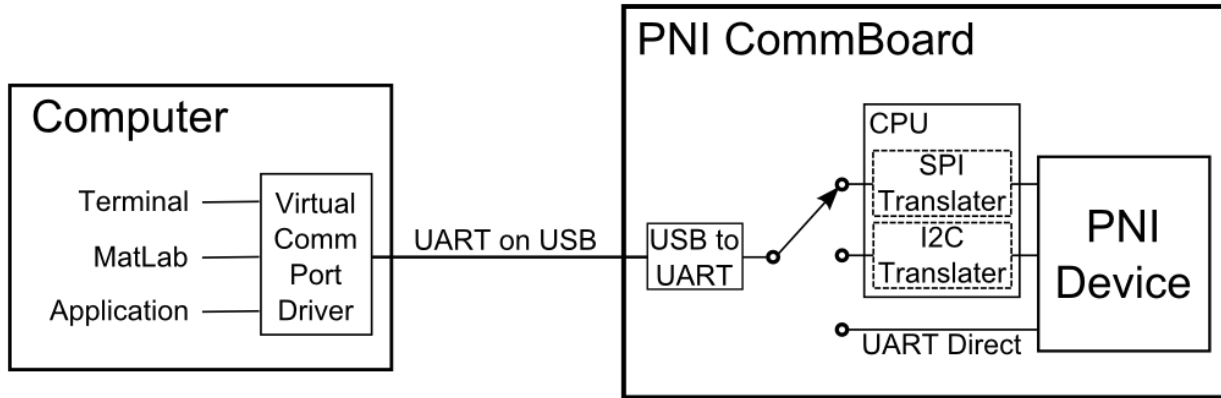 PNI CommBoard
Computer
CPU
SPI
Translater
I2C
Translater
Terminal
MatLab
Application
Virtual
Comm
Port
Driver
UART on USB
USB to
UART
PNI
Device
UART Direct